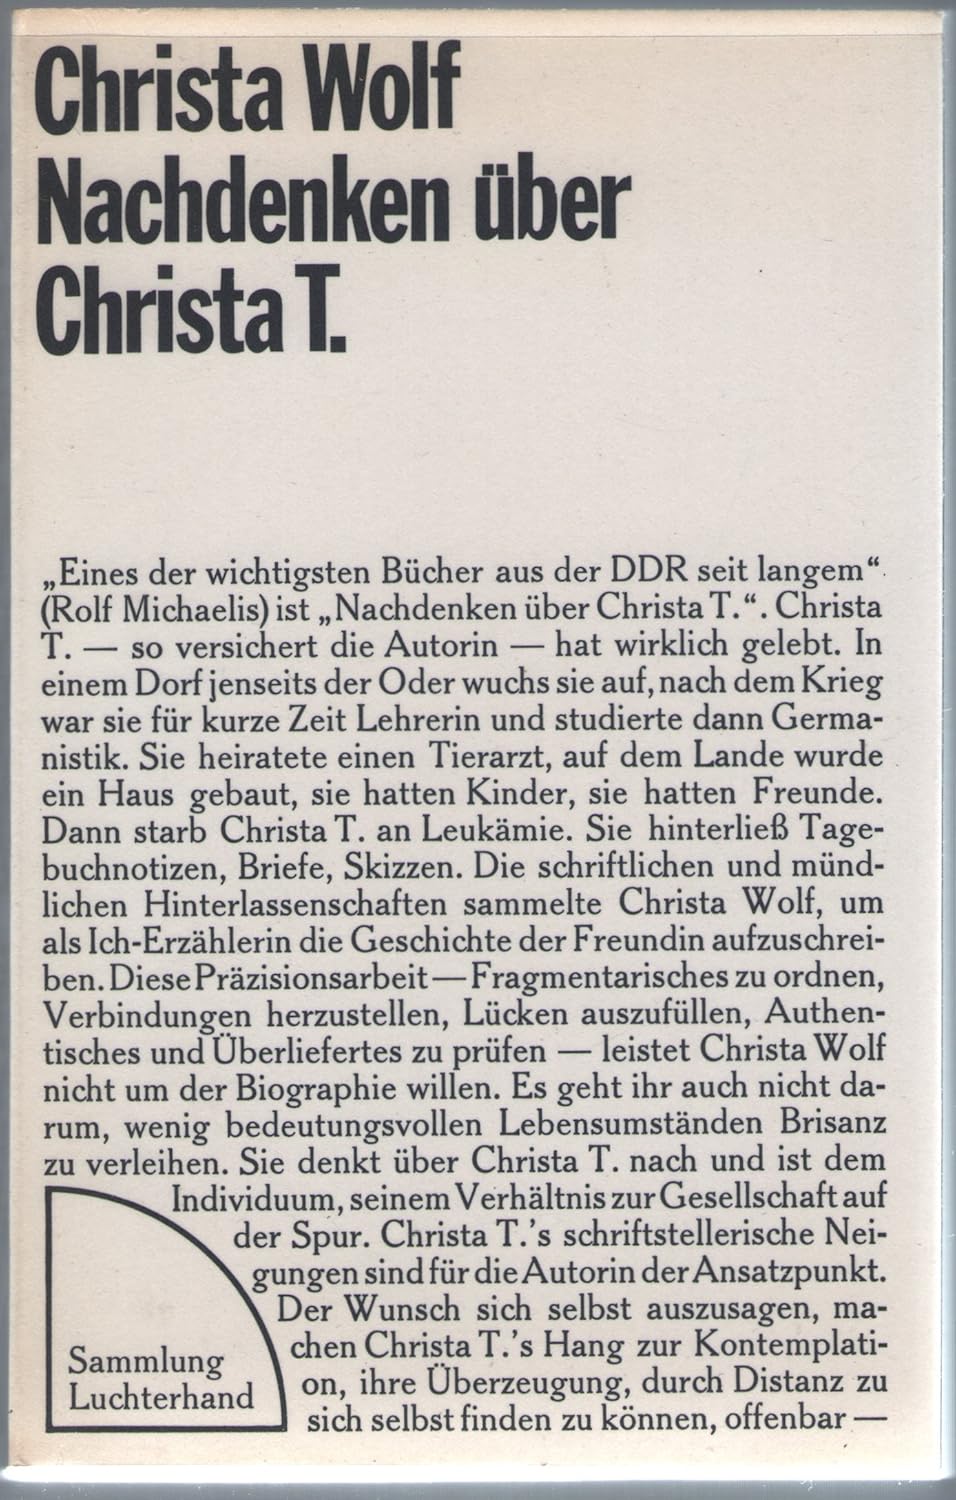 Christa Wolf
Nachdenken über
Christa T.
„Eines der wichtigsten Bücher aus der DDR seit langem“
(Rolf Michaelis) ist „Nachdenken über Christa T.“. Christa
T. — so versichert die Autorin — hat wirklich gelebt. In
einem Dorf jenseits der Oder wuchs sie auf, nach dem Krieg
war sie für kurze Zeit Lehrerin und studierte dann Germa-
nistik. Sie heiratete einen Tierarzt, auf dem Lande wurde
ein Haus gebaut, sie hatten Kinder, sie hatten Freunde.
Dann starb Christa T. an Leukämie. Sie hinterließ Tage-
buchnotizen, Briefe, Skizzen. Die schriftlichen und münd-
lichen Hinterlassenschaften sammelte Christa Wolf, um
als Ich-Erzählerin die Geschichte der Freundin aufzuschrei-
ben. Diese Präzisionsarbeit — Fragmentarisches zu ordnen,
Verbindungen herzustellen, Lücken auszufüllen, Authen-
tisches und Überliefertes zu prüfen — leistet Christa Wolf
nicht um der Biographie willen. Es geht ihr auch nicht da-
rum, wenig bedeutungsvollen Lebensumständen Brisanz
zu verleihen. Sie denkt über Christa T. nach und ist dem
Individuum, seinem Verhältnis zur Gesellschaft auf
der Spur. Christa T.'s schriftstellerische Nei-
gungen sind für die Autorin der Ansatzpunkt.
Der Wunsch sich selbst auszusagen, ma-
chen Christa T.'s Hang zur Kontemplati-
on, ihre Überzeugung, durch Distanz zu
sich selbst finden zu können, offenbar —
Sammlung
Luchterhand